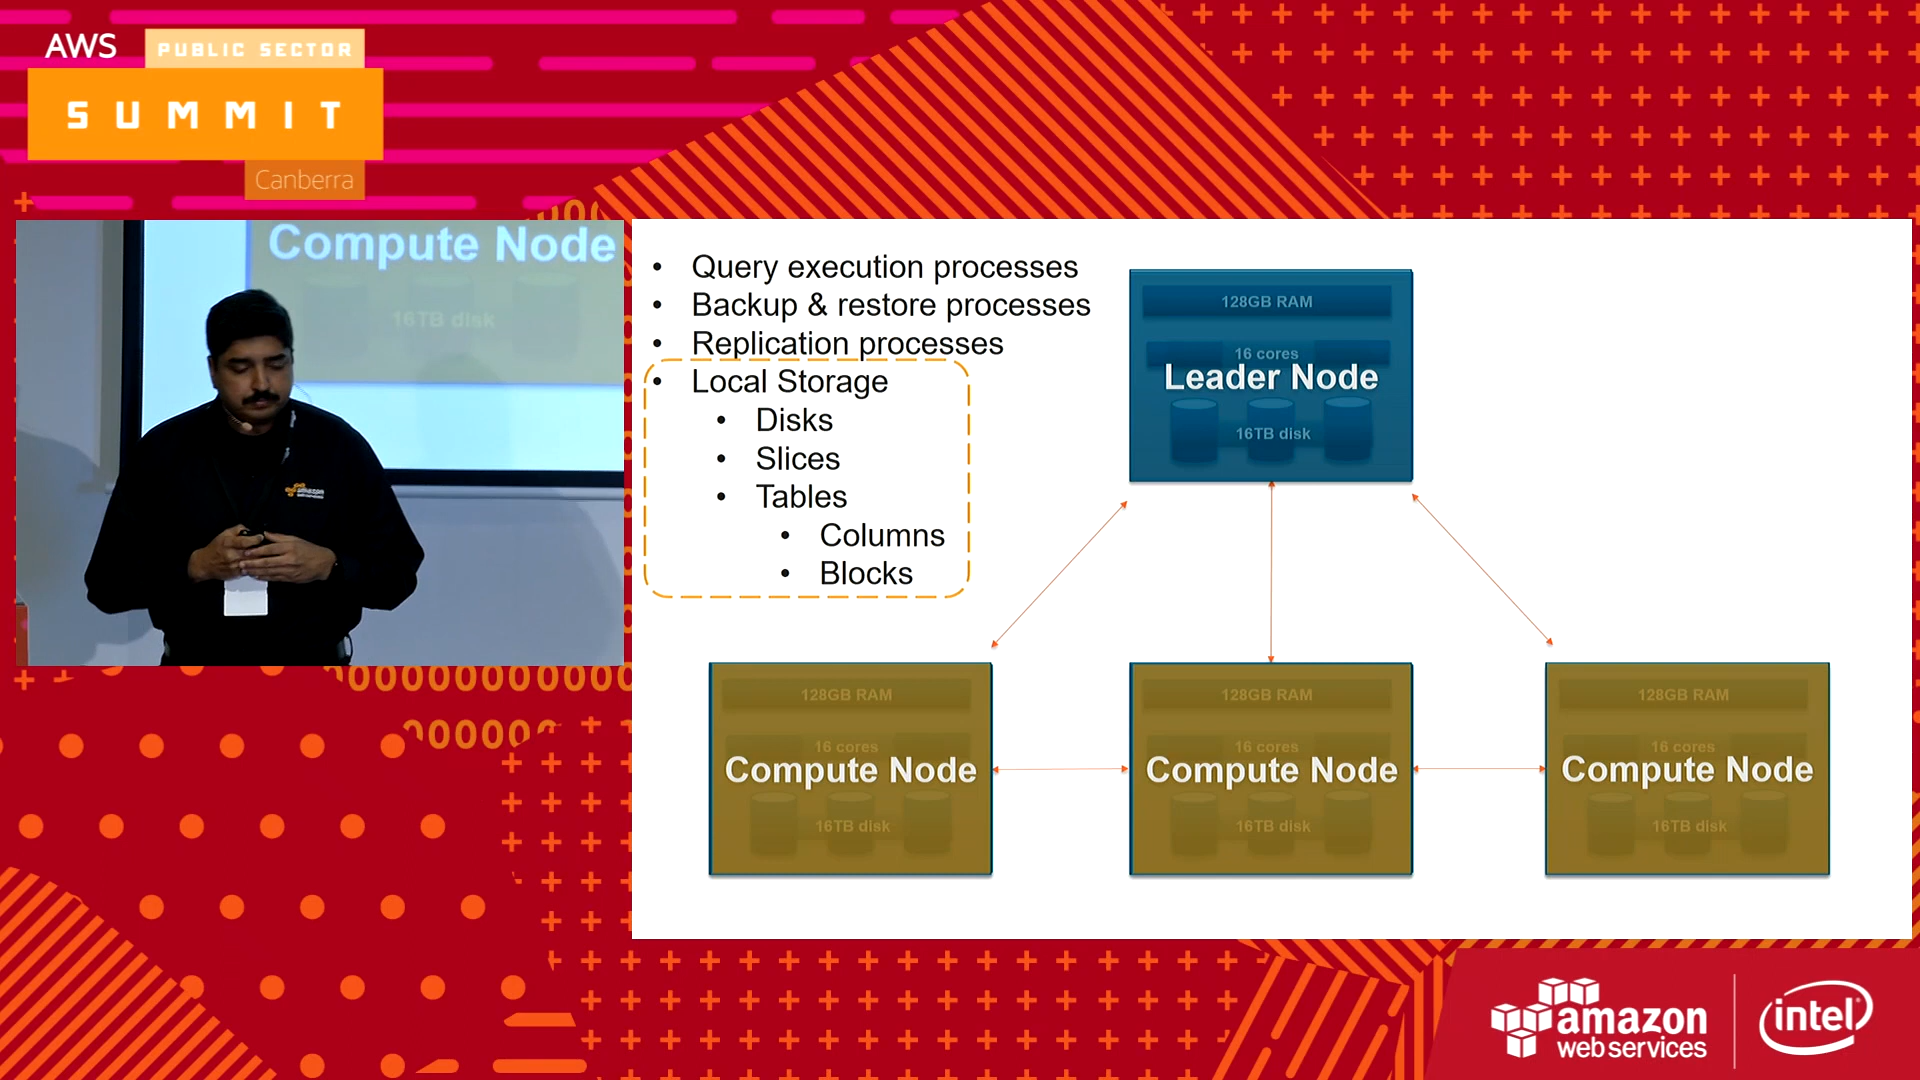 AWS
PUBLIC SECTOR
SUMMIT
Canberra
Compute Node
16TB disk
amazon
web services
• Query execution processes
• Backup & restore processes
• Replication processes
• Local Storage
• Disks
• Slices
• Tables
• Columns
• Blocks
128GB RAM
16 cores
Leader Node
16TB disk
128GB RAM
16 cores
Compute Node
16TB disk
128GB RAM
16 cores
Compute Node
16TB disk
128GB RAM
16 cores
Compute Node
16TB disk
amazon
web services
intel